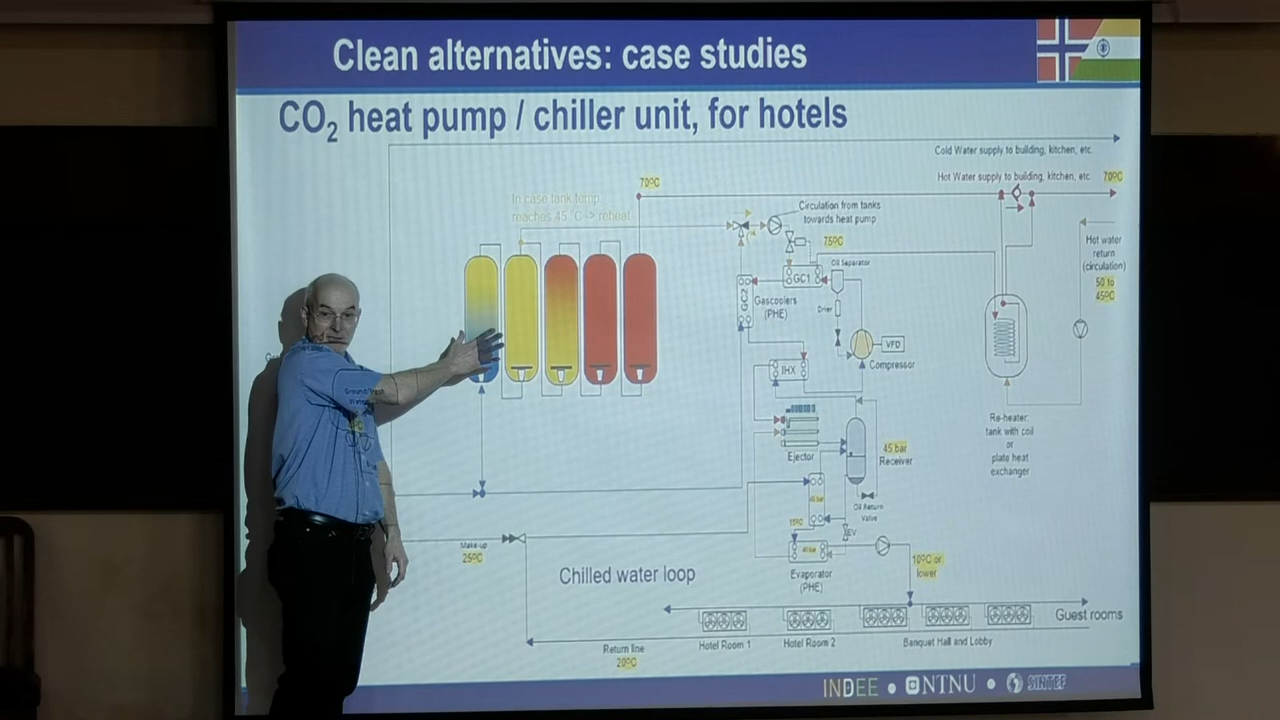 Clean alternatives: case studies
CO₂ heat pump / chiller unit, for hotels
Cold Water supply to building, kitchen, etc.
Hot Water supply to building, kitchen, etc. 70ºC
70ºC
In case tank temp.
reaches 45 ºC -> reheat
Circulation from tanks
towards heat pump
75ºC
Hot water
return
(circulation)
50 to
45ºC
Oil Separator
GC1
GC2
Gascoolers
(PHE)
Drier
VFD
Compressor
IHX
Ejector
45 bar
Receiver
Re-heater:
tank with coil
or
plate heat
exchanger
Ground/Fresh
Water
Oil Return
Valve
EV
Make-up
25ºC
Evaporator
(PHE)
10ºC or
lower
Chilled water loop
Guest rooms
Hotel Room 1
Hotel Room 2
Banquet Hall and Lobby
Return line
20ºC
INDEE
NTNU
SINTEF